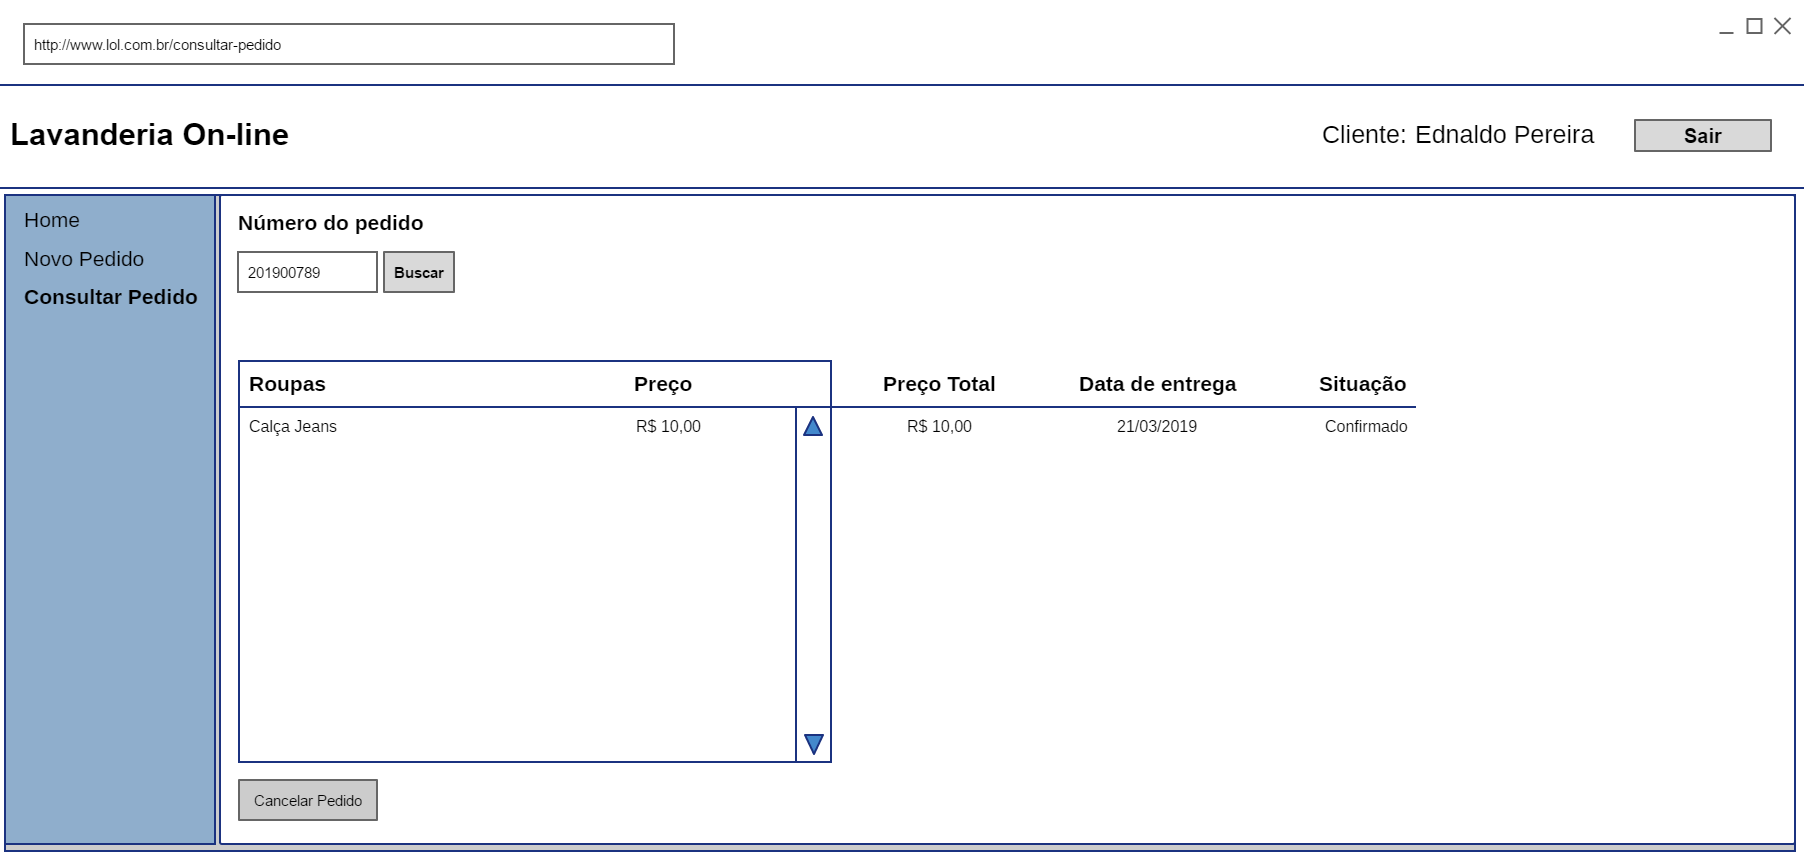 http://www.lol.com.br/consultar-pedido
Lavanderia On-line
Cliente: Ednaldo Pereira
Sair
Home
Novo Pedido
Consultar Pedido
Número do pedido
201900789
Buscar
Roupas Preço Preço Total Data de entrega Situação
Calça Jeans R$ 10,00 R$ 10,00 21/03/2019 Confirmado
Cancelar Pedido